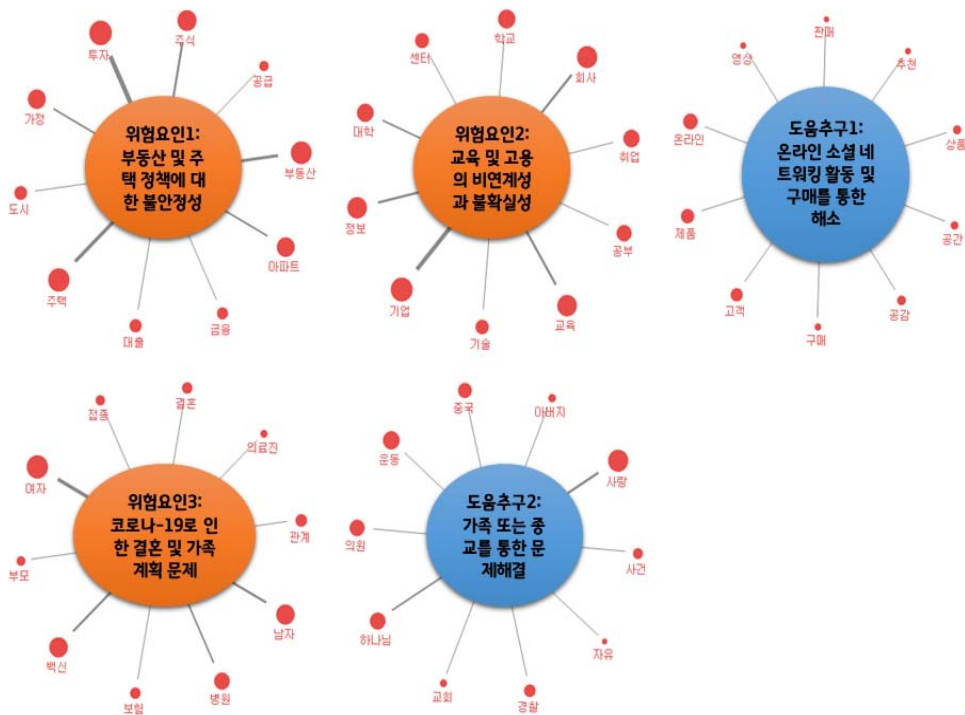 위험요인1:
부동산 및 주
택 정책에 대
한 불안정성
투자
주식
공급
가정
부동산
도시
아파트
주택
대출
금융
위험요인2:
교육 및 고용
의 비연계성
과 불확실성
센터
학교
회사
대학
취업
정보
공부
기업
기술
교육
도움추구1:
온라인 소셜 네
트워킹 활동 및
구매를 통한
해소
영상
판매
추천
온라인
상품
제품
공간
고객
구매
공감
위험요인3:
코로나-19로 인
한 결혼 및 가족
계획 문제
접종
결혼
의료진
여자
관계
부모
남자
백신
보험
병원
도움추구2:
가족 또는 종
교를 통한 문
제해결
중국
아버지
운동
사랑
의원
사건
하나님
자유
교회
경찰